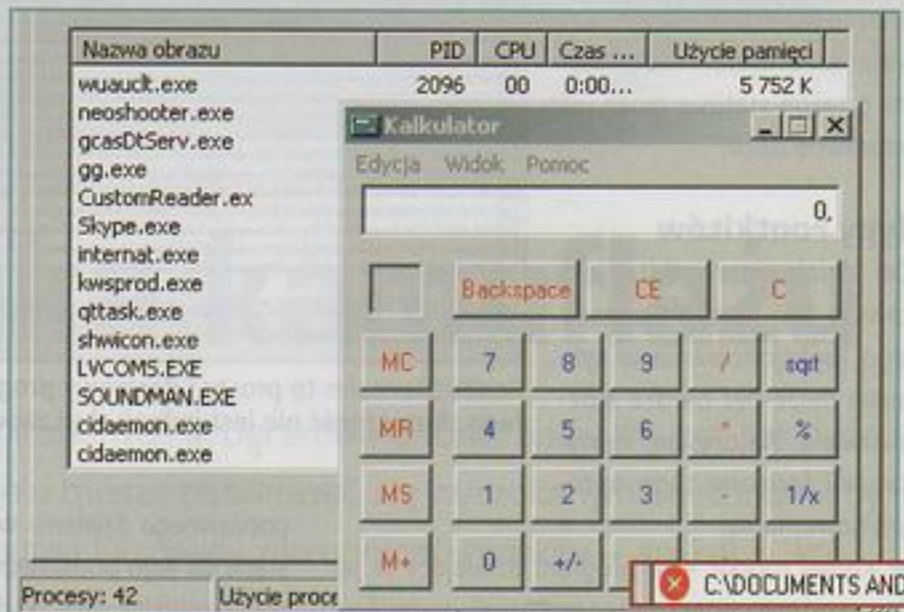 Nazwa obrazu PID CPU Czas ... Użycie pamięci
wuauclt.exe 2096 00 0:00... 5 752 K
neoshooter.exe
gcasDtServ.exe
gg.exe
CustomReader.ex
Skype.exe
internat.exe
kwsprod.exe
qttask.exe
shwicon.exe
LVCOMS.EXE
SOUNDMAN.EXE
cidaemon.exe
cidaemon.exe
Procesy: 42 Użycie proce
Kalkulator
Edycja Widok Pomoc
0,
Backspace CE C
MC 7 8 9 / sqrt
MR 4 5 6 * %
MS 1 2 3 - 1/x
M+ 0 +/-
C:\DOCUMENTS AND